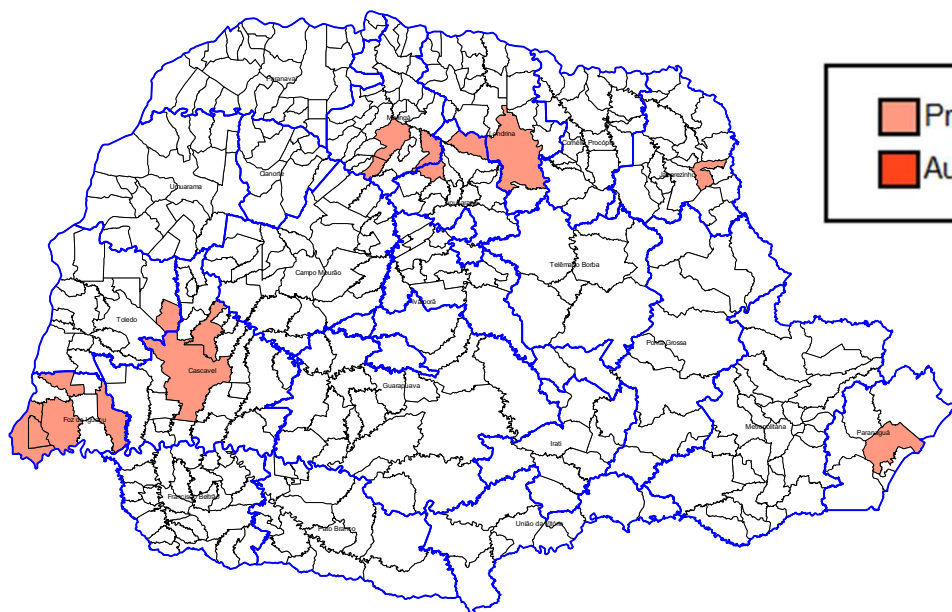 Paranavaí
Maringá
Londrina
Cornélio Procópio
Jacarezinho
Cianorte
Umuarama
Apucarana
Campo Mourão
Telêmaco Borba
Ivaiporã
Toledo
Ponta Grossa
Cascavel
Guarapuava
Foz do Iguaçu
Metropolitana
Paranaguá
Irati
Francisco Beltrão
Pato Branco
União da Vitória
Pr
Au